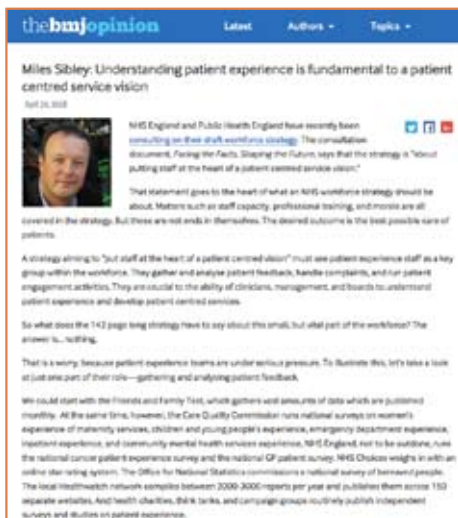 thebmjopinion
Latest Authors Topics
Miles Sibley: Understanding patient experience is fundamental to a patient
centred service vision
April 24, 2018
NHS England and Public Health England have recently been
consulting on their draft workforce strategy. The consultation
document, Facing the Facts, Shaping the Future, says that the strategy is "about
putting staff at the heart of a patient centred service vision."
That statement goes to the heart of what an NHS workforce strategy should be
about. Matters such as staff capacity, professional training, and morale are all
covered in the strategy. But these are not ends in themselves. The desired outcome is the best possible care of
patients.
A strategy aiming to "put staff at the heart of a patient centred vision" must see patient experience staff as a key
group within the workforce. They gather and analyse patient feedback, handle complaints, and run patient
engagement activities. They are crucial to the ability of clinicians, management, and boards to understand
patient experience and develop patient centred services.
So what does the 142 page long strategy have to say about this small, but vital part of the workforce? The
answer is... nothing.
That is a worry, because patient experience teams are under serious pressure. To illustrate this, let's take a look
at just one part of their role—gathering and analysing patient feedback.
We could start with the Friends and Family Test, which gathers vast amounts of data which are published
monthly. At the same time, however, the Care Quality Commission runs national surveys on women's
experience of maternity services, children and young people's experience, emergency department experience,
inpatient experience, and community mental health services experience. NHS England, not to be outdone, runs
the national cancer patient experience survey and the national GP patient survey. NHS Choices weighs in with an
online star rating system. The Office for National Statistics commissions a national survey of bereaved people.
The local Healthwatch network compiles between 2000-3000 reports per year and publishes them across 150
separate websites. And health charities, think tanks, and campaign groups routinely publish independent
surveys and studies on patient experience.